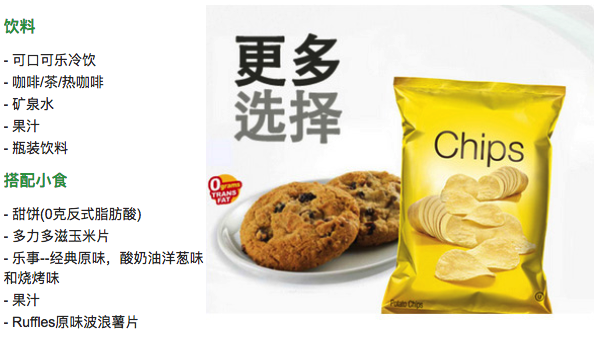 饮料
- 可口可乐冷饮
- 咖啡/茶/热咖啡
- 矿泉水
- 果汁
- 瓶装饮料
搭配小食
- 甜饼(0克反式脂肪酸)
- 多力多滋玉米片
- 乐事--经典原味，酸奶油洋葱味
和烧烤味
- 果汁
- Ruffles原味波浪薯片
更多
选择
0 grams
TRANS
FAT
Chips
Potato Chips